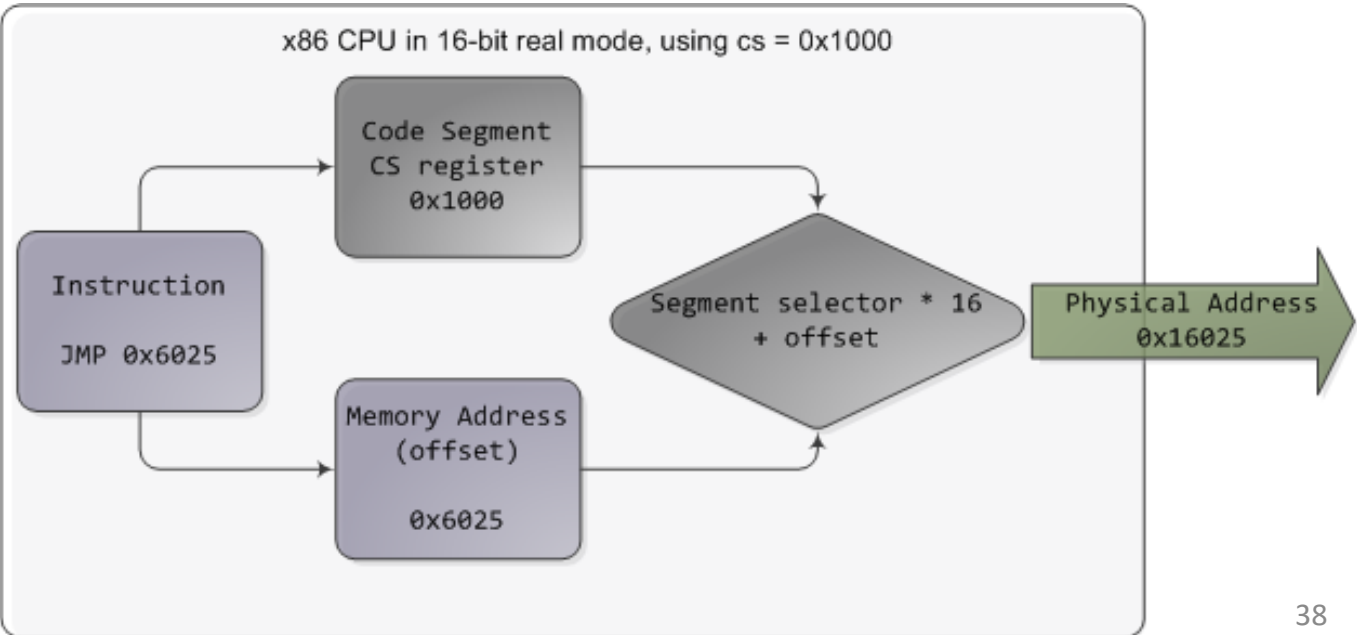 x86 CPU in 16-bit real mode, using cs = 0x1000
Code Segment
CS register
0x1000
Instruction
JMP 0x6025
Memory Address
(offset)
0x6025
Segment selector * 16
+ offset
Physical Address
0x16025
38